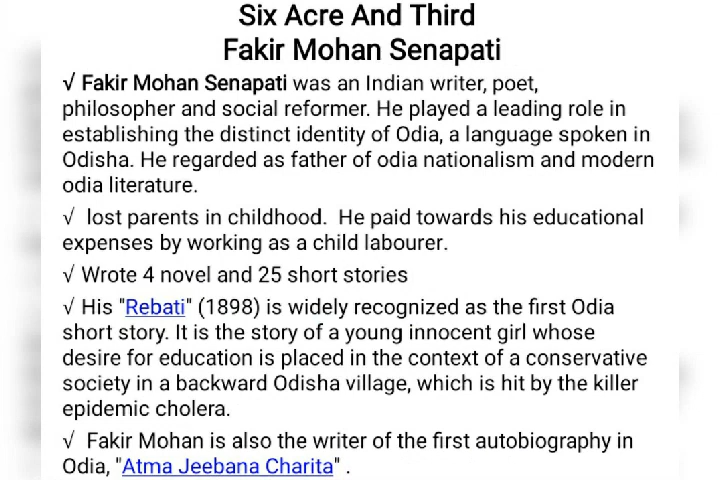 Six Acre And Third
Fakir Mohan Senapati
√ Fakir Mohan Senapati was an Indian writer, poet,
philosopher and social reformer. He played a leading role in
establishing the distinct identity of Odia, a language spoken in
Odisha. He regarded as father of odia nationalism and modern
odia literature.
√  lost parents in childhood.  He paid towards his educational
expenses by working as a child labourer.
√ Wrote 4 novel and 25 short stories
√ His "Rebati" (1898) is widely recognized as the first Odia
short story. It is the story of a young innocent girl whose
desire for education is placed in the context of a conservative
society in a backward Odisha village, which is hit by the killer
epidemic cholera.
√  Fakir Mohan is also the writer of the first autobiography in
Odia, "Atma Jeebana Charita" .